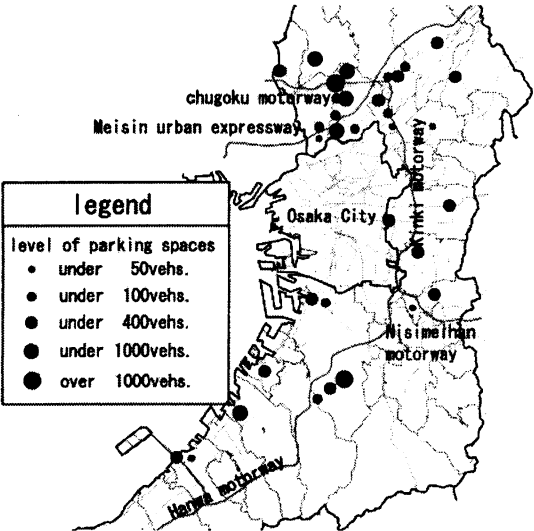 chugoku motorway
Meisin urban expressway
Kinki motorway
legend
Osaka City
level of parking spaces
under 50vehs.
under 100vehs.
under 400vehs.
under 1000vehs.
over 1000vehs.
Nisimeihan
motorway
Hanwa motorway